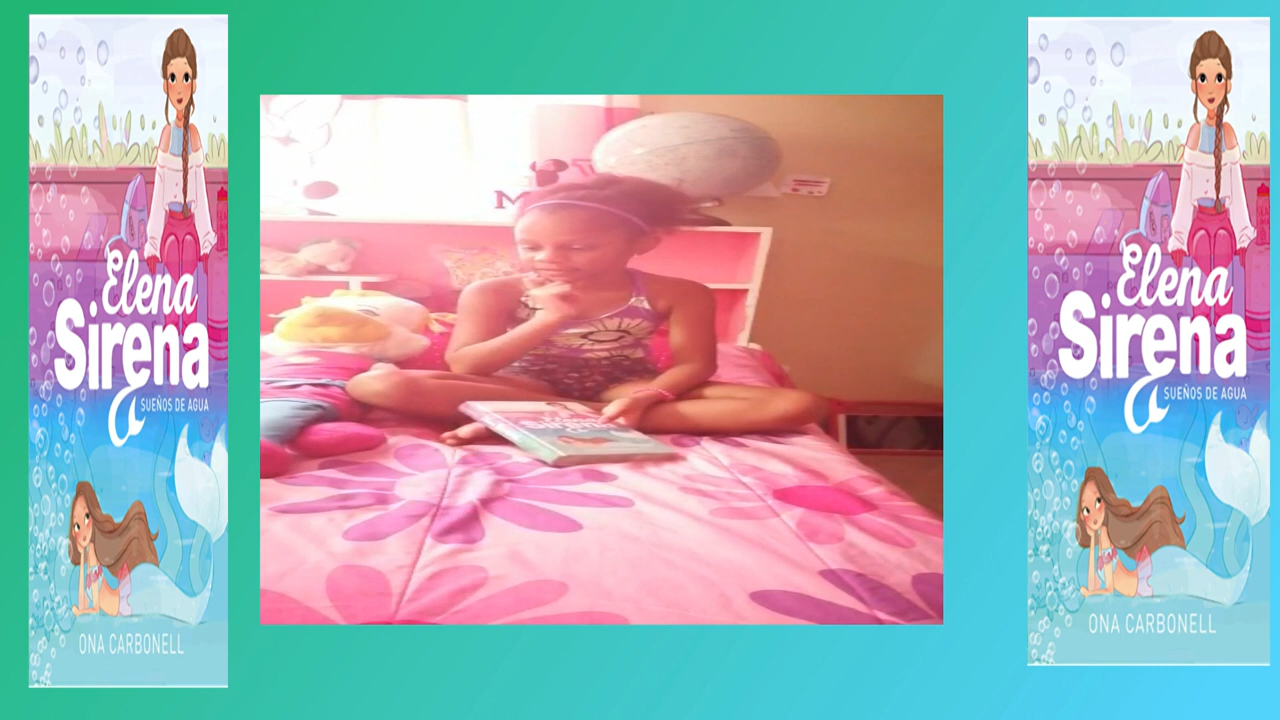 Elena
Sirena
SUEÑOS DE AGUA
ONA CARBONELL
Elena
Sirena
SUEÑOS DE AGUA
ONA CARBONELL